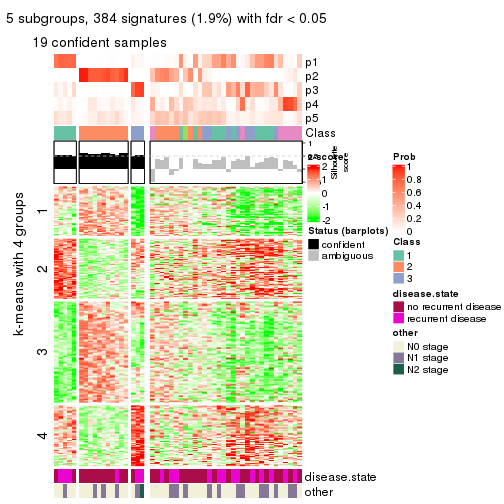 5 subgroups, 384 signatures (1.9%) with fdr < 0.05
19 confident samples
p1
p2
p3
p4
p5
Class
1
Silhouette
score
z-score
2
1
0
-1
-2
Status (barplots)
confident
ambiguous
Prob
1
0.8
0.6
0.4
0.2
0
Class
1
2
3
disease.state
no recurrent disease
recurrent disease
other
N0 stage
N1 stage
N2 stage
k-means with 4 groups
1
2
3
4
disease.state
other